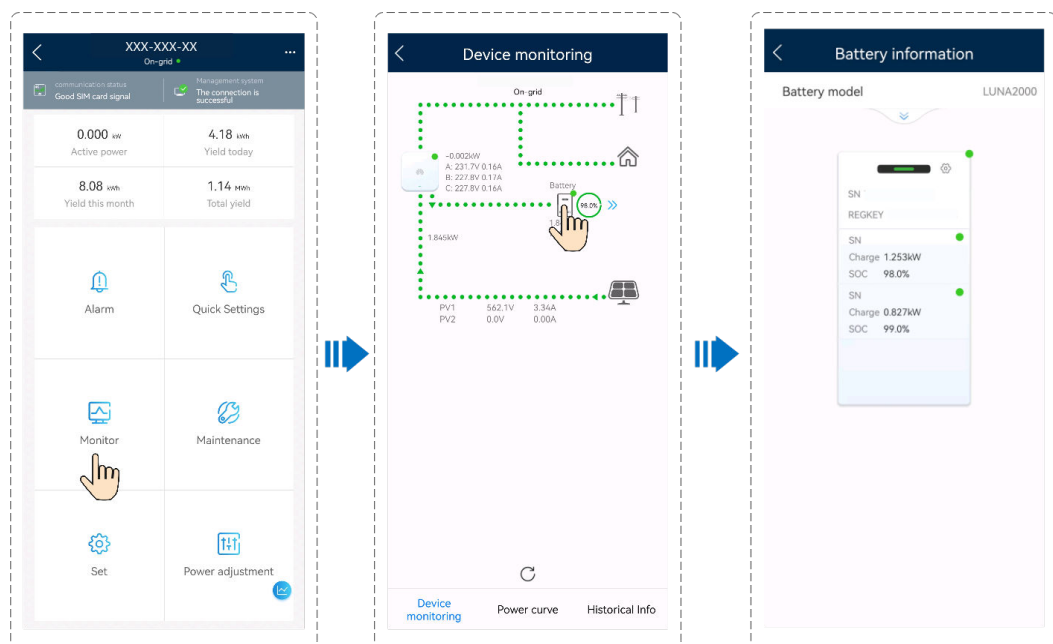 XXX-XXX-XX
On-grid
...
communication status
Good SIM card signal
Management system
The connection is
successful
0.000 kW
Active power
4.18 kWh
Yield today
8.08 kWh
Yield this month
1.14 MWh
Total yield
Alarm
Quick Settings
Monitor
Maintenance
Set
Power adjustment
Device monitoring
On-grid
-0.002kW
A: 231.7V 0.16A
B: 227.8V 0.17A
C: 227.8V 0.16A
Battery
98.0%
1.845kW
PV1 562.1V 3.34A
PV2 0.0V 0.00A
Device
monitoring
Power curve
Historical Info
Battery information
Battery model LUNA2000
SN
REGKEY
SN
Charge 1.253kW
SOC 98.0%
SN
Charge 0.827kW
SOC 99.0%